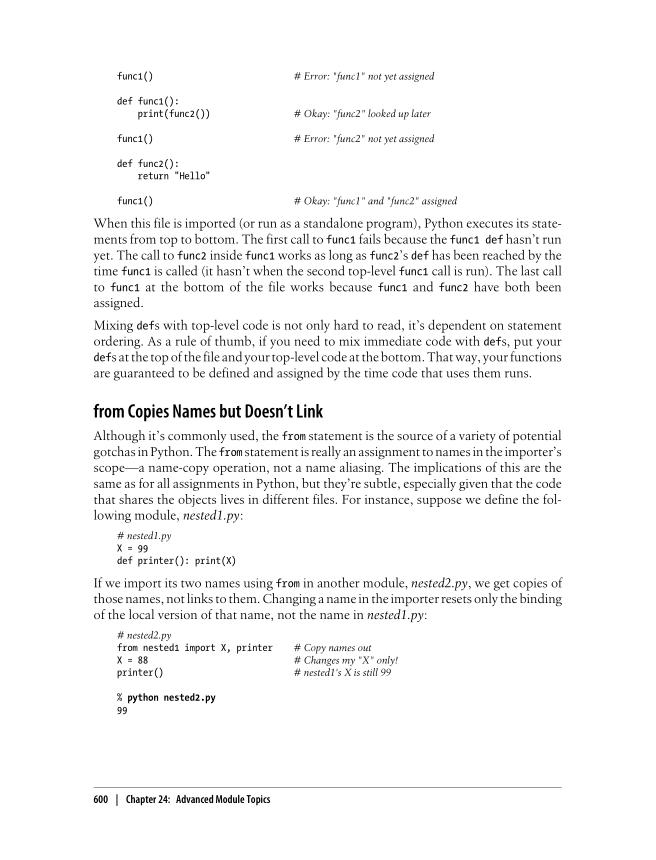 func1() # Error: "func1" not yet assigned
def func1():
print(func2()) # Okay: "func2" looked up later
func1() # Error: "func2" not yet assigned
def func2():
return "Hello"
func1() # Okay: "func1" and "func2" assigned
When this file is imported (or run as a standalone program), Python executes its state-
ments from top to bottom. The first call to func1 fails because the func1 def hasn't run
yet. The call to func2 inside func1 works as long as func2's def has been reached by the
time func1 is called (it hasn't when the second top-level func1 call is run). The last call
to func1 at the bottom of the file works because func1 and func2 have both been
assigned.
Mixing defs with top-level code is not only hard to read, it's dependent on statement
ordering. As a rule of thumb, if you need to mix immediate code with defs, put your
defs at the top of the file and your top-level code at the bottom. That way, your functions
are guaranteed to be defined and assigned by the time code that uses them runs.
from Copies Names but Doesn't Link
Although it's commonly used, the from statement is the source of a variety of potential
gotchas in Python. The from statement is really an assignment to names in the importer's
scope—a name-copy operation, not a name aliasing. The implications of this are the
same as for all assignments in Python, but they're subtle, especially given that the code
that shares the objects lives in different files. For instance, suppose we define the fol-
lowing module, nested1.py:
# nested1.py
X = 99
def printer(): print(X)
If we import its two names using from in another module, nested2.py, we get copies of
those names, not links to them. Changing a name in the importer resets only the binding
of the local version of that name, not the name in nested1.py:
# nested2.py
from nested1 import X, printer # Copy names out
X = 88 # Changes my "X" only!
printer() # nested1's X is still 99
% python nested2.py
99
600 | Chapter 24: Advanced Module Topics